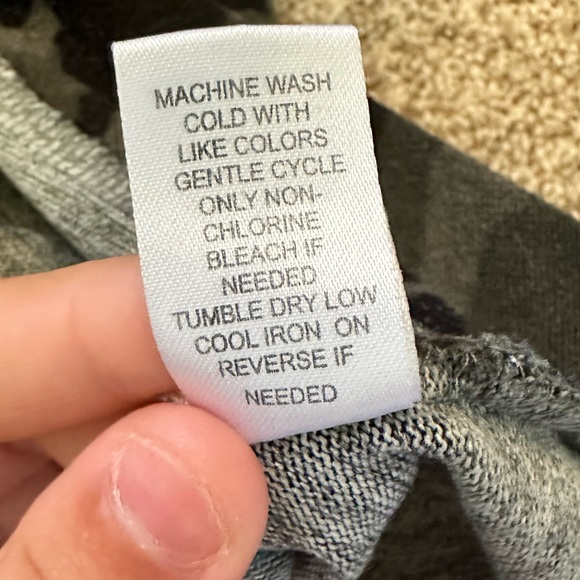 MACHINE WASH
COLD WITH
LIKE COLORS
GENTLE CYCLE
ONLY NON-
CHLORINE
BLEACH IF
NEEDED
TUMBLE DRY LOW
COOL IRON ON
REVERSE IF
NEEDED